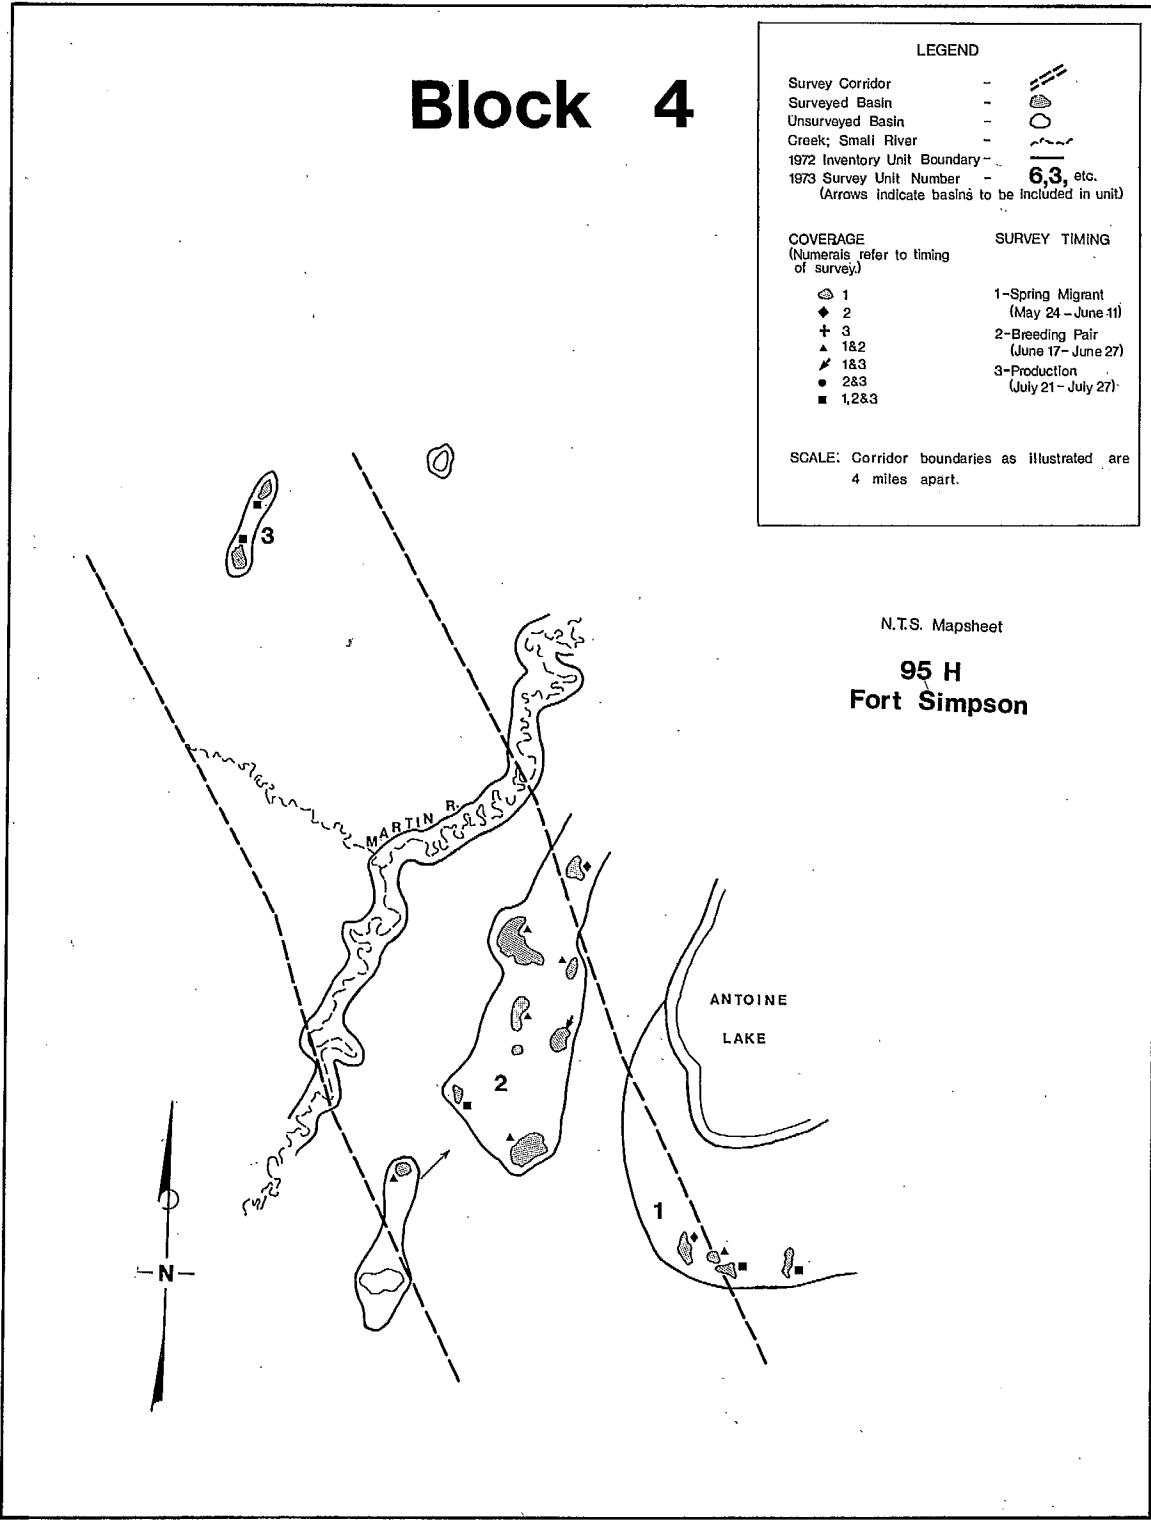 Block 4
LEGEND
Survey Corridor -
Surveyed Basin -
Unsurveyed Basin -
Creek; Small River -
1972 Inventory Unit Boundary -
1973 Survey Unit Number - 6,3, etc.
(Arrows indicate basins to be included in unit)
COVERAGE
(Numerals refer to timing
of survey.)
1
2
3
1&2
1&3
2&3
1,2&3
SURVEY TIMING
1-Spring Migrant
(May 24 - June 11)
2-Breeding Pair
(June 17 - June 27)
3-Production
(July 21 - July 27)
SCALE: Corridor boundaries as illustrated are
4 miles apart.
N.T.S. Mapsheet
95 H
Fort Simpson
3
MARTIN R.
ANTOINE
LAKE
2
1
N